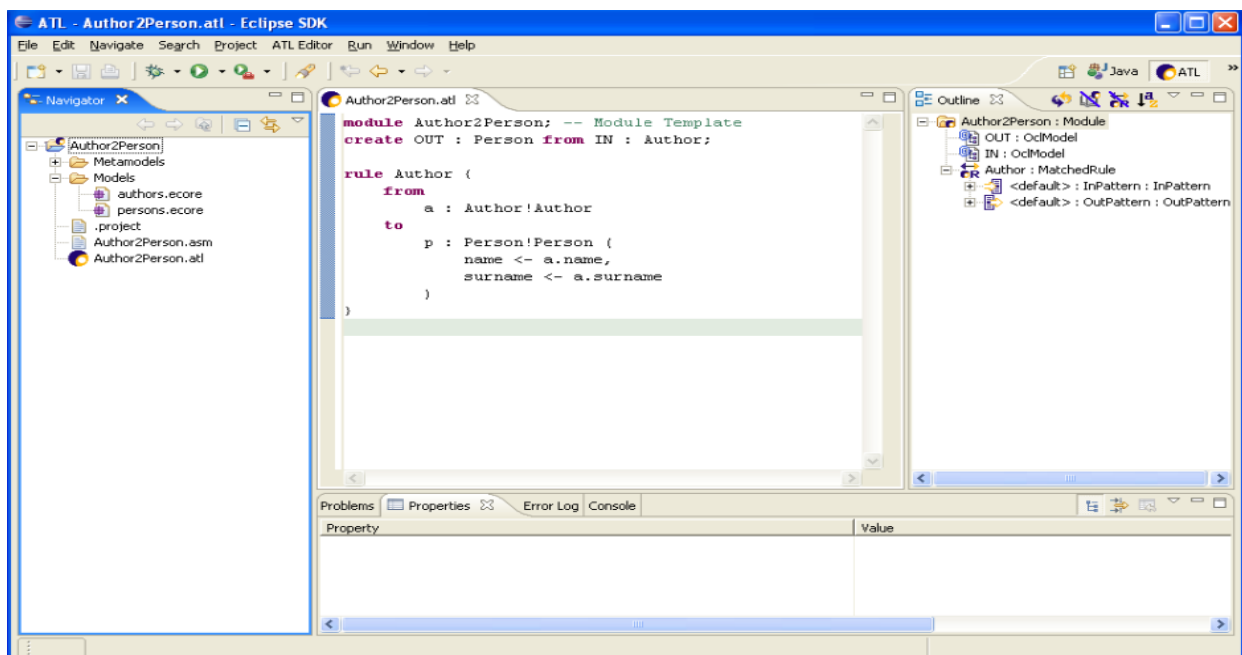 ATL - Author2Person.atl - Eclipse SDK
File Edit Navigate Search Project ATL Editor Run Window Help
Java ATL »
Navigator
Author2Person
Metamodels
Models
authors.ecore
persons.ecore
.project
Author2Person.asm
Author2Person.atl
Author2Person.atl
module Author2Person; -- Module Template
create OUT : Person from IN : Author;
rule Author {
from
a : Author!Author
to
p : Person!Person (
name <- a.name,
surname <- a.surname
)
}
Outline
Author2Person : Module
OUT : OclModel
IN : OclModel
Author : MatchedRule
<default> : InPattern : InPattern
<default> : OutPattern : OutPattern
Problems Properties Error Log Console
Property Value